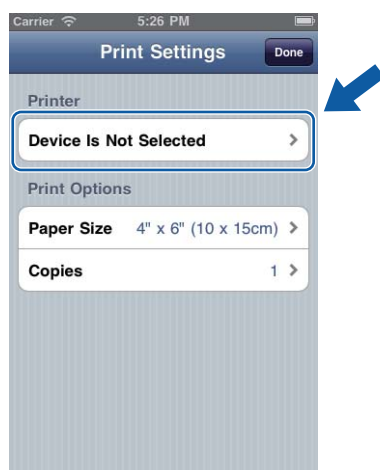 Carrier 5:26 PM
Print Settings Done
Printer
Device Is Not Selected
Print Options
Paper Size 4" x 6" (10 x 15cm)
Copies 1